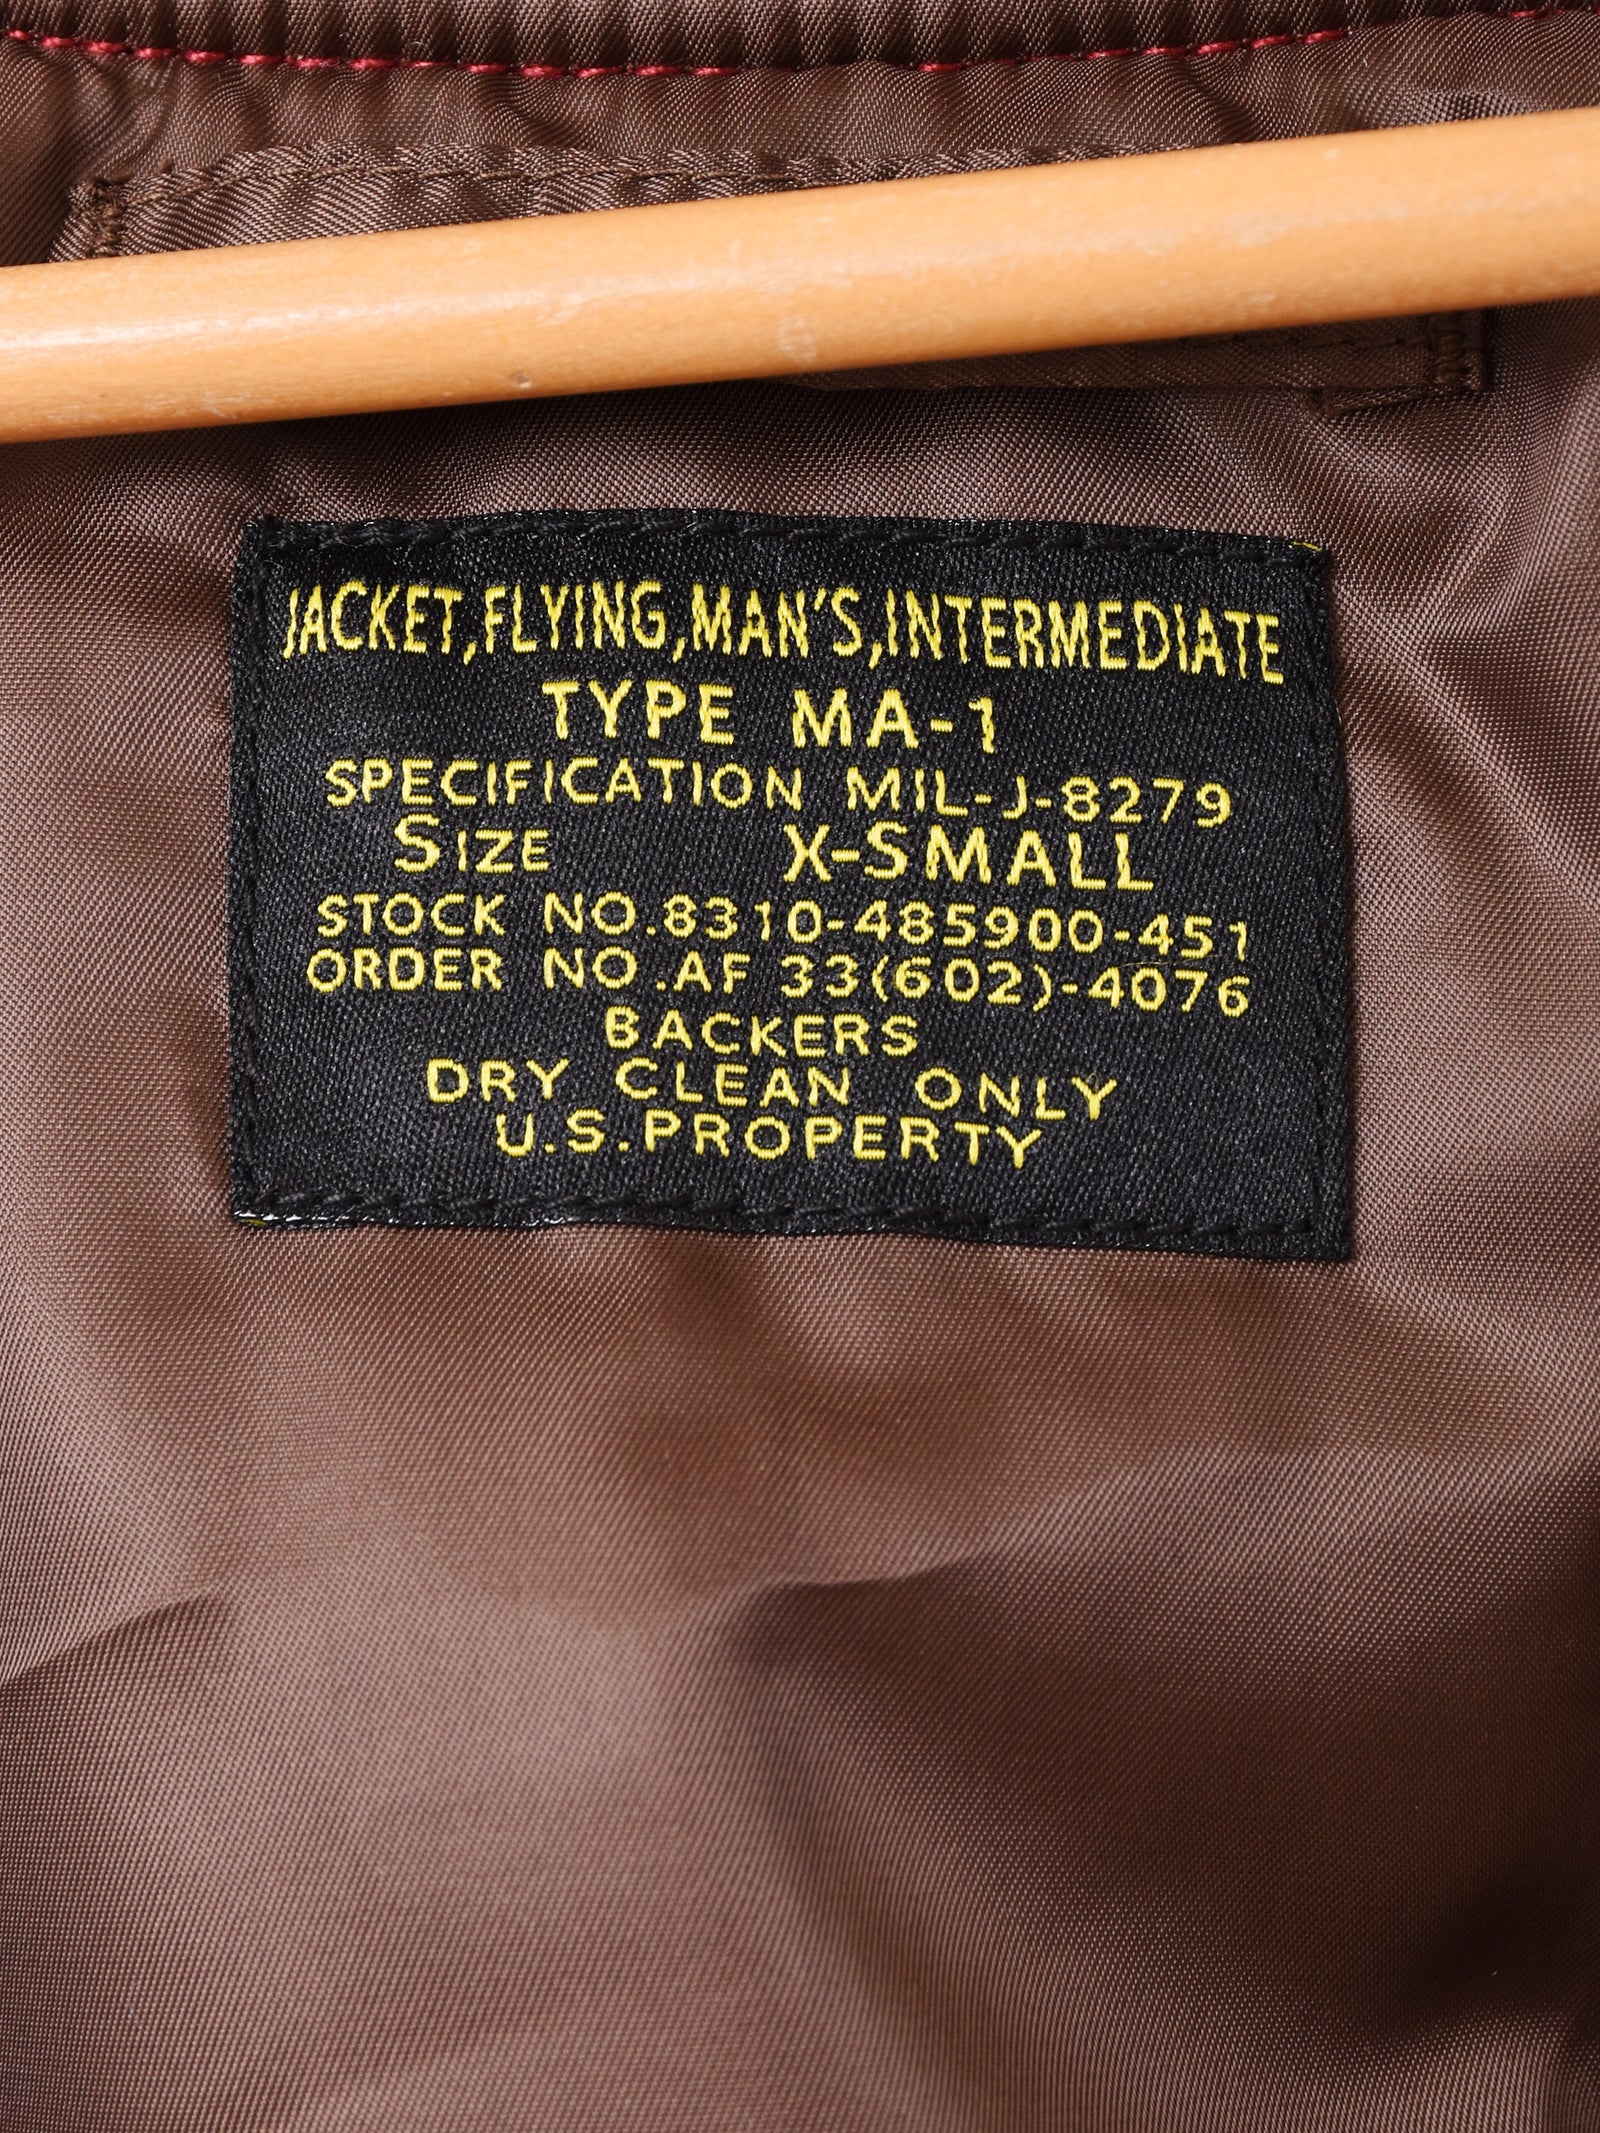 JACKET,FLYING,MAN'S,INTERMEDIATE
TYPE MA-1
SPECIFICATION MIL-J-8279
SIZE X-SMALL
STOCK NO.8310-485900-451
ORDER NO.AF 33(602)-4076
BACKERS
DRY CLEAN ONLY
U.S.PROPERTY